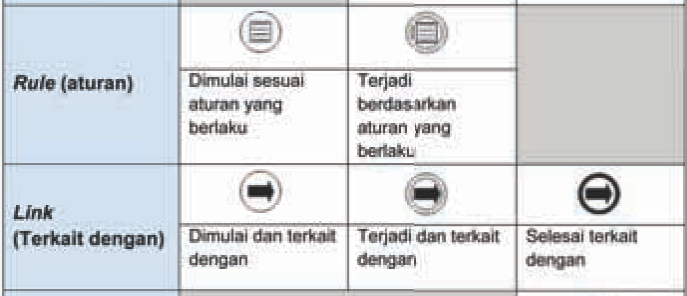 Rule (aturan)
Dimulai sesuai
aturan yang
berlaku
Terjadi
berdasarkan
aturan yang
berlaku
Link
(Terkait dengan)
Dimulai dan terkait
dengan
Terjadi dan terkait
dengan
Selesai terkait
dengan